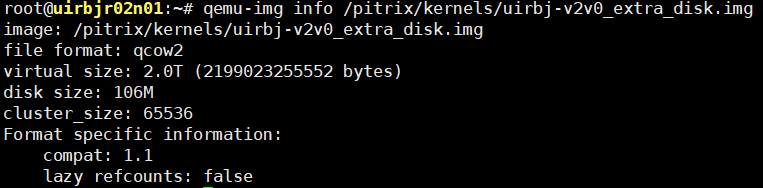 root@uirbjr02n01:~# qemu-img info /pitrix/kernels/uirbj-v2v0_extra_disk.img
image: /pitrix/kernels/uirbj-v2v0_extra_disk.img
file format: qcow2
virtual size: 2.0T (2199023255552 bytes)
disk size: 106M
cluster_size: 65536
Format specific information:
    compat: 1.1
    lazy refcounts: false